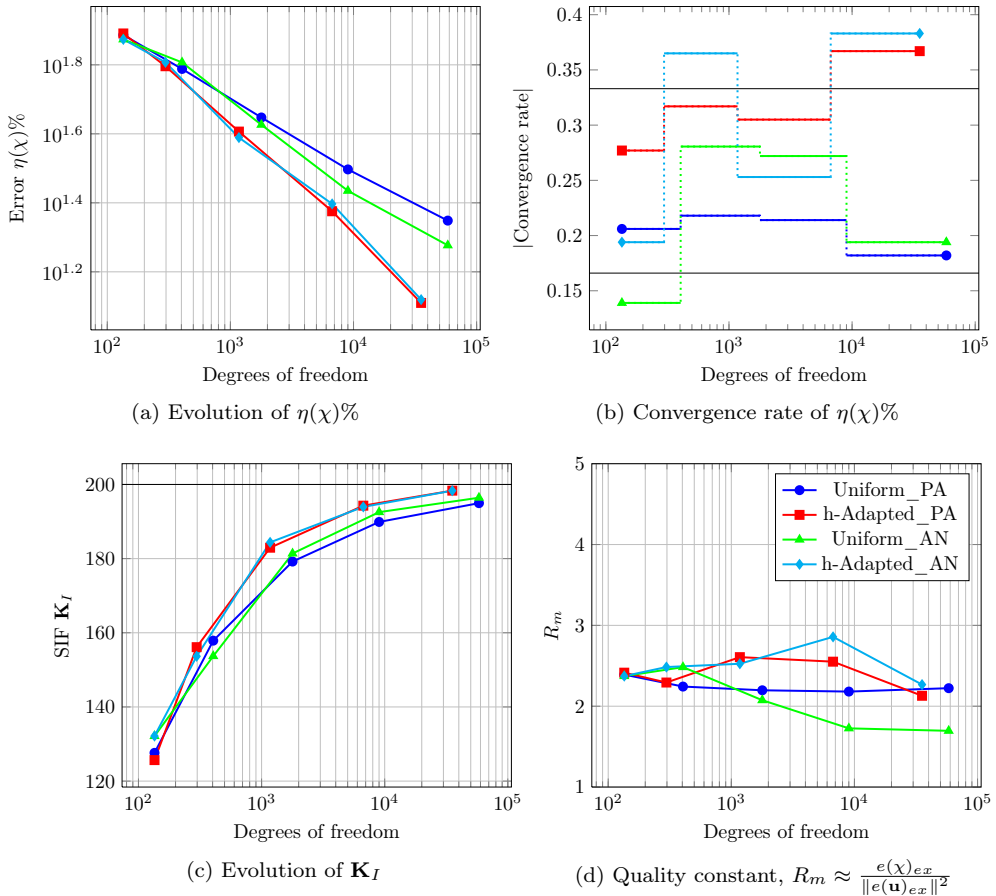 10^1.8
10^1.6
10^1.4
10^1.2
Error η(χ)%
10^2 10^3 10^4 10^5
Degrees of freedom
(a) Evolution of η(χ)%
0.4
0.35
0.3
0.25
0.2
0.15
|Convergence rate|
10^2 10^3 10^4 10^5
Degrees of freedom
(b) Convergence rate of η(χ)%
200
180
160
140
120
SIF K_I
10^2 10^3 10^4 10^5
Degrees of freedom
(c) Evolution of K_I
5
4
3
2
1
R_m
Uniform_PA
h-Adapted_PA
Uniform_AN
h-Adapted_AN
10^2 10^3 10^4 10^5
Degrees of freedom
(d) Quality constant, R_m ≈ e(χ)_ex / ‖e(u)_ex‖^2